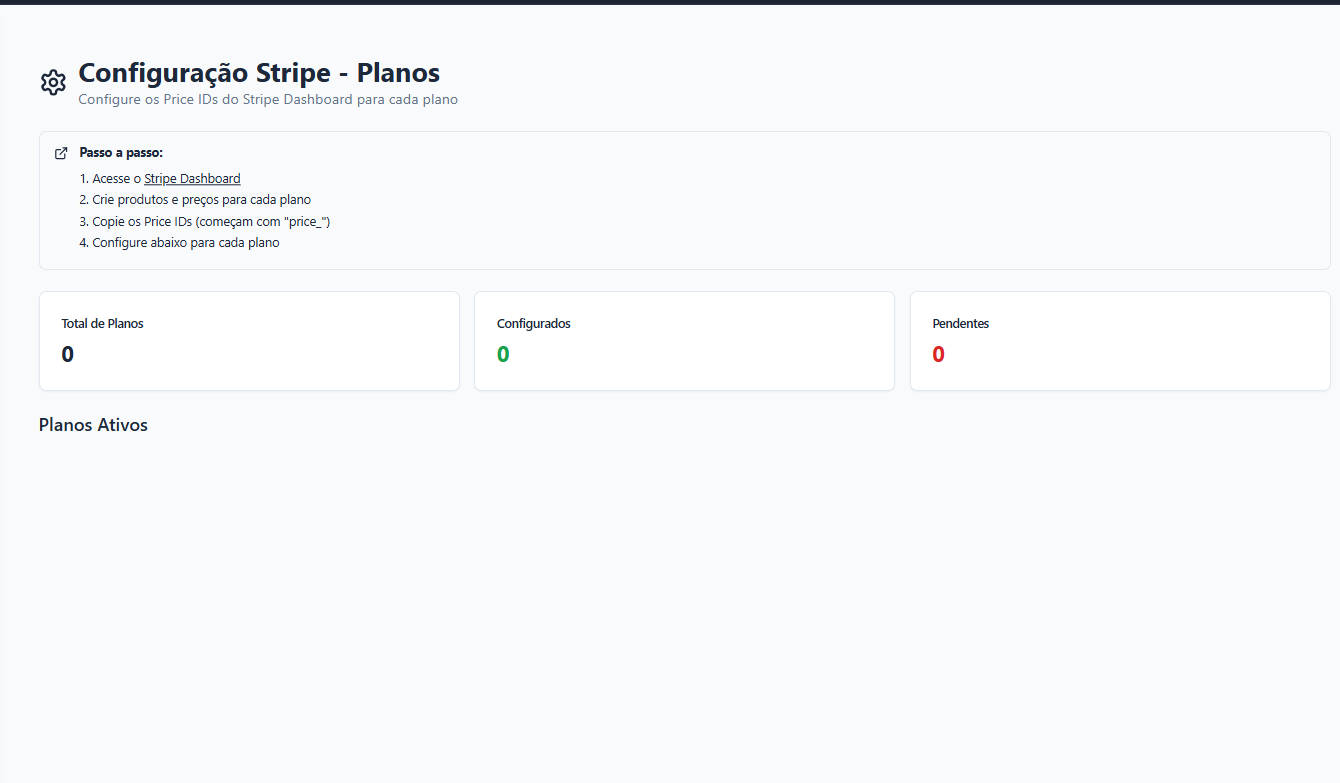 Configuração Stripe - Planos
Configure os Price IDs do Stripe Dashboard para cada plano
Passo a passo:
1. Acesse o Stripe Dashboard
2. Crie produtos e preços para cada plano
3. Copie os Price IDs (começam com "price_")
4. Configure abaixo para cada plano
Total de Planos
0
Configurados
0
Pendentes
0
Planos Ativos